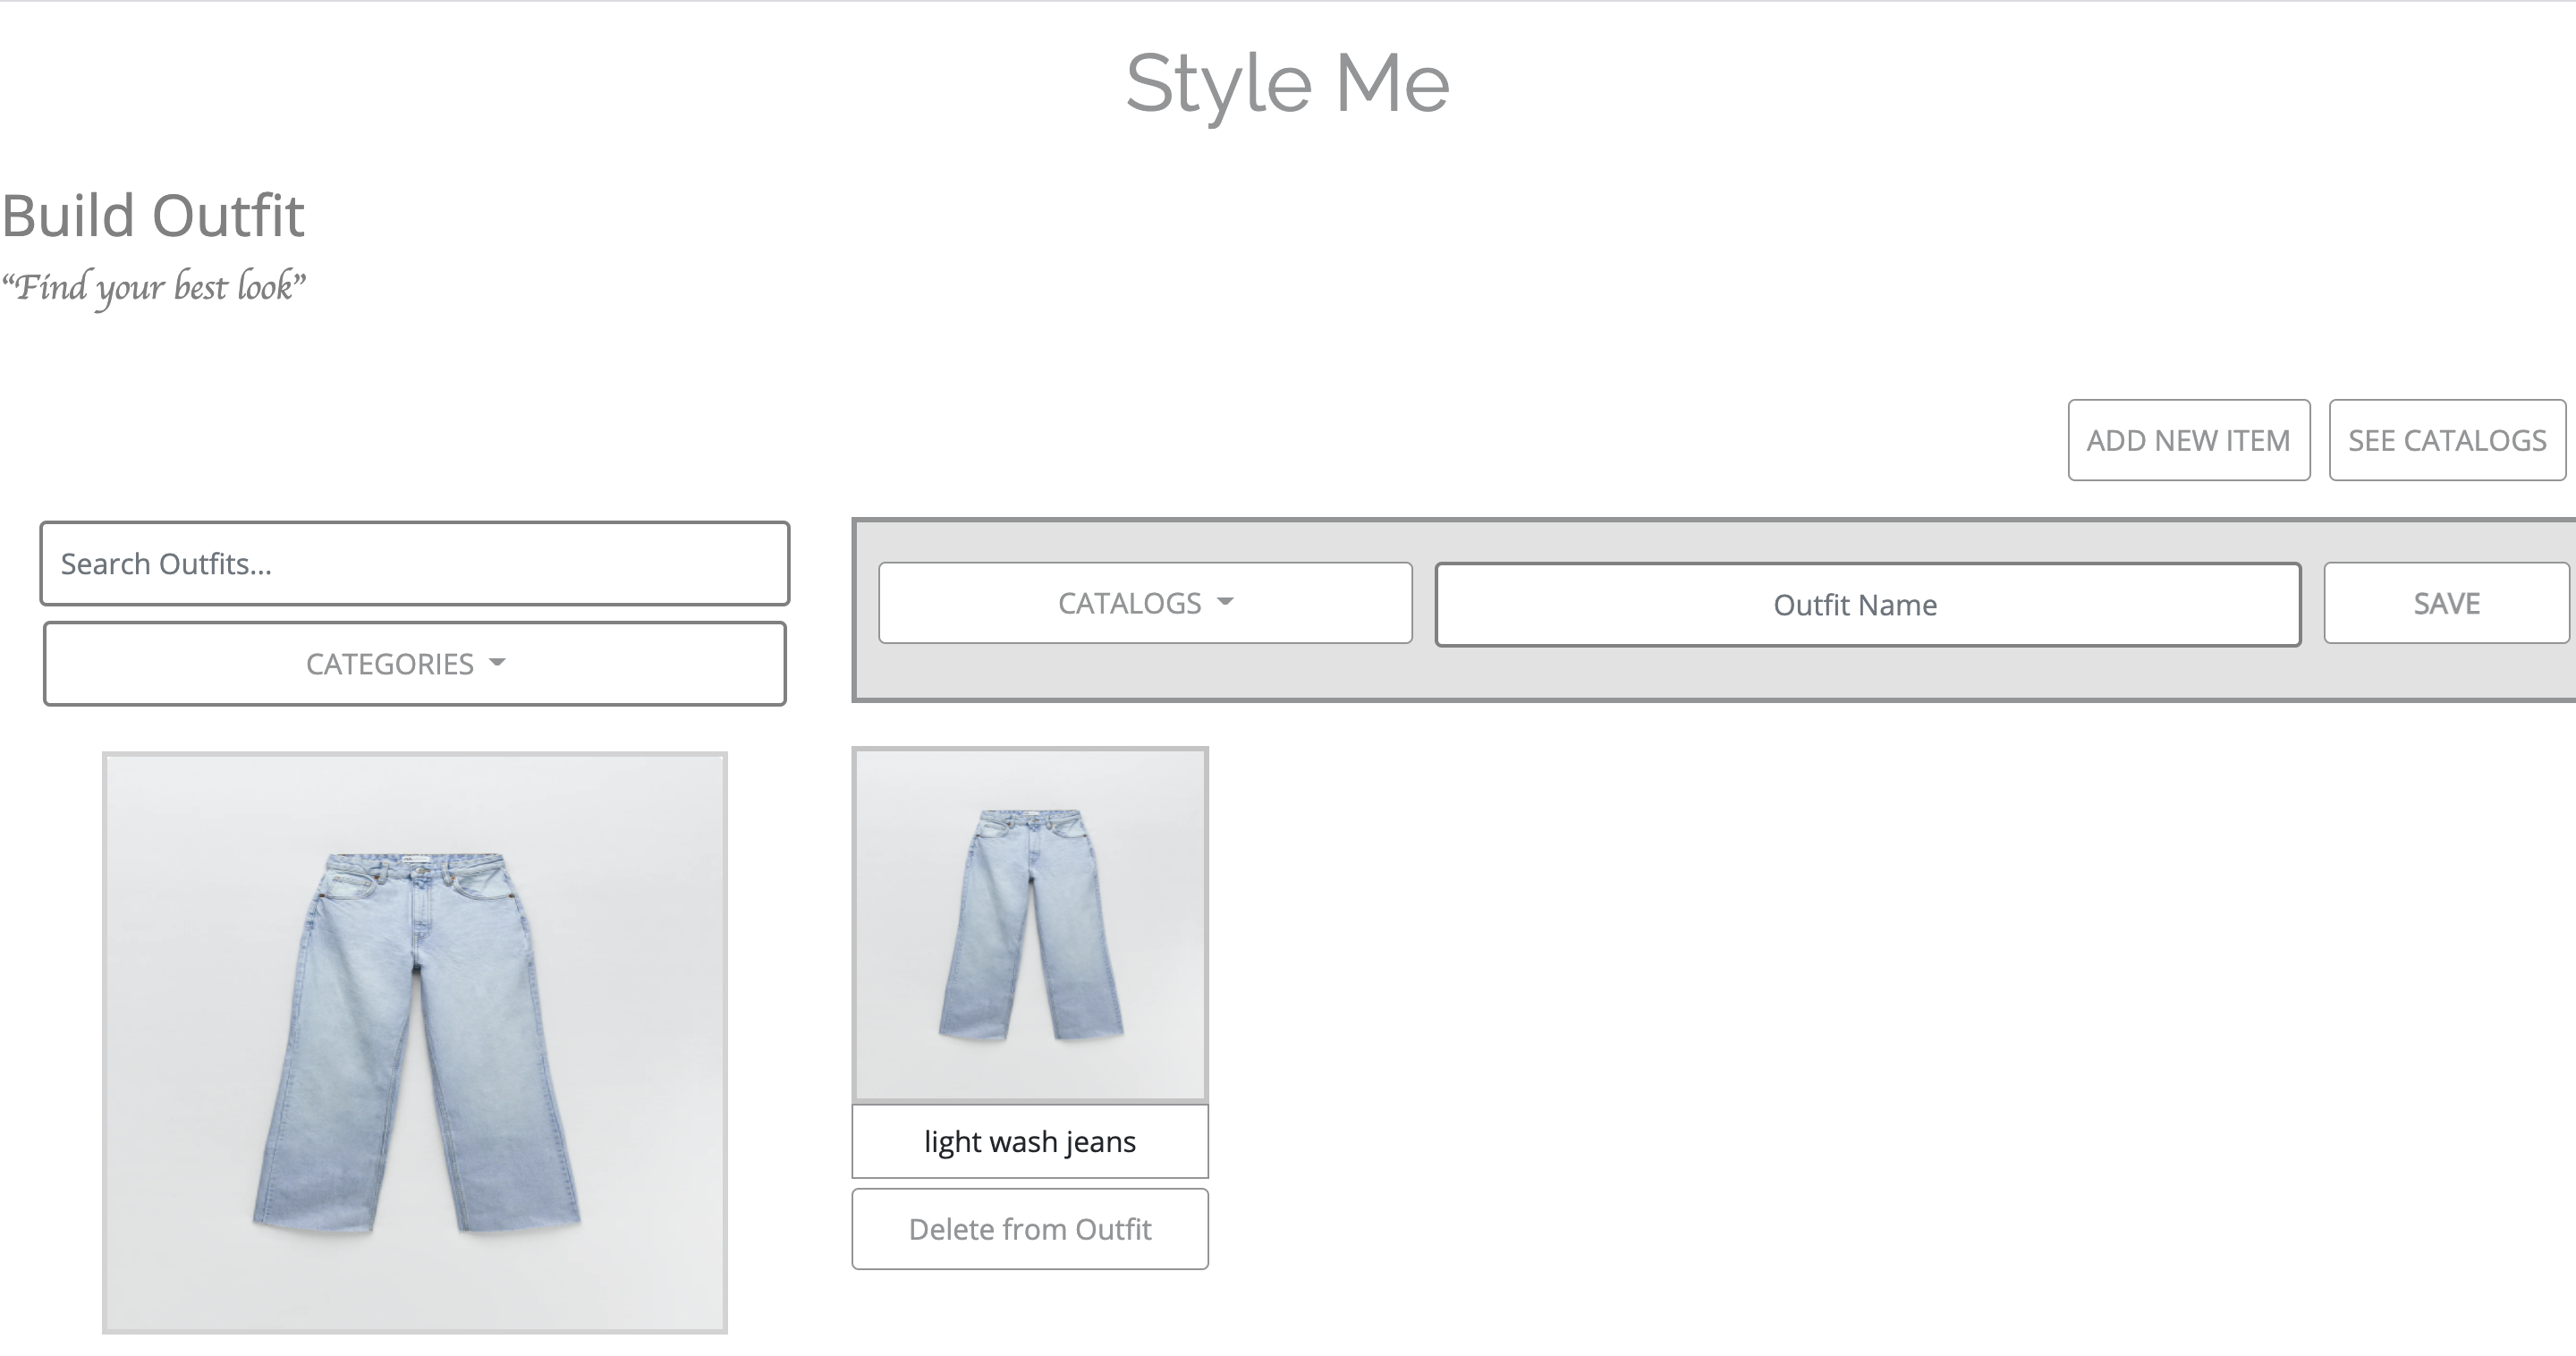 Style Me
Build Outfit
“Find your best look”
ADD NEW ITEM
SEE CATALOGS
Search Outfits...
CATEGORIES
CATALOGS
Outfit Name
SAVE
light wash jeans
Delete from Outfit